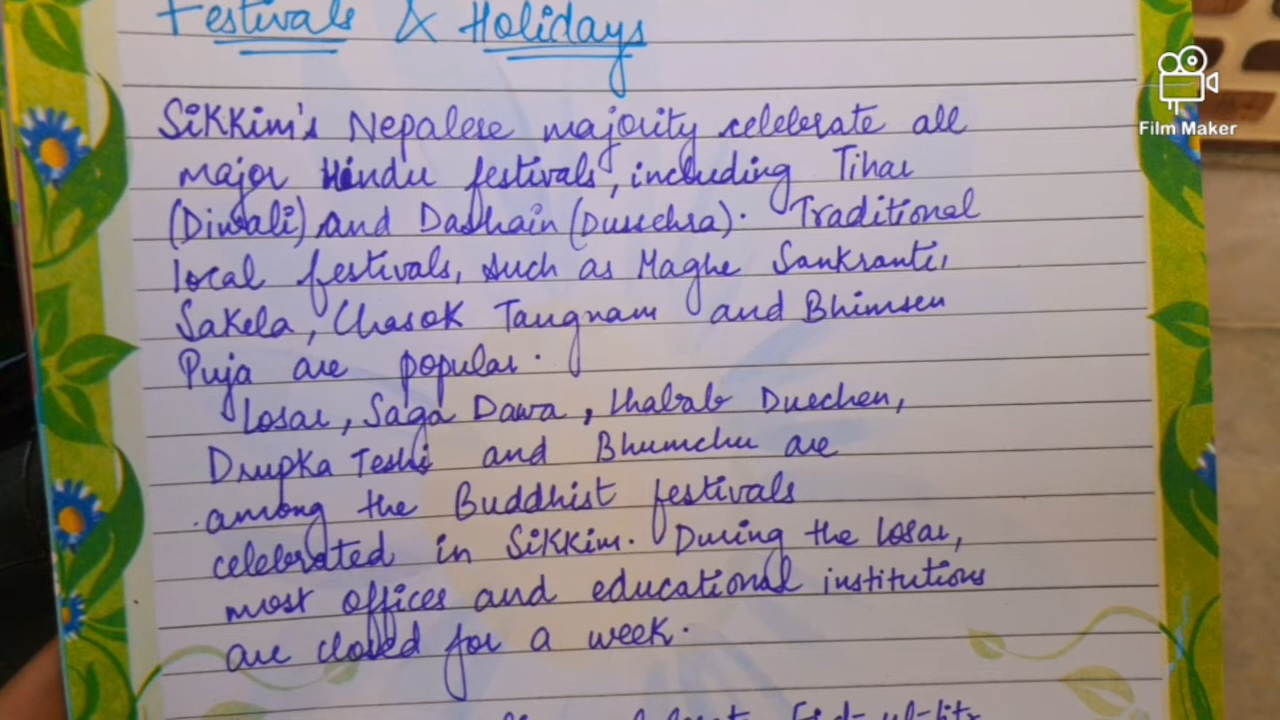 Festivals & Holidays
Sikkim's Nepalese majority celebrate all
major Hindu festivals, including Tihar
(Diwali) and Dashain (Dussehra). Traditional
local festivals, such as Maghe Sankranti,
Sakela, Chasok Tangnam and Bhimsen
Puja are popular.
Losar, Saga Dawa, Lhabab Duechen,
Drupka Teshi and Bhumchu are
among the Buddhist festivals
celebrated in Sikkim. During the Losar,
most offices and educational institutions
are closed for a week.
Film Maker